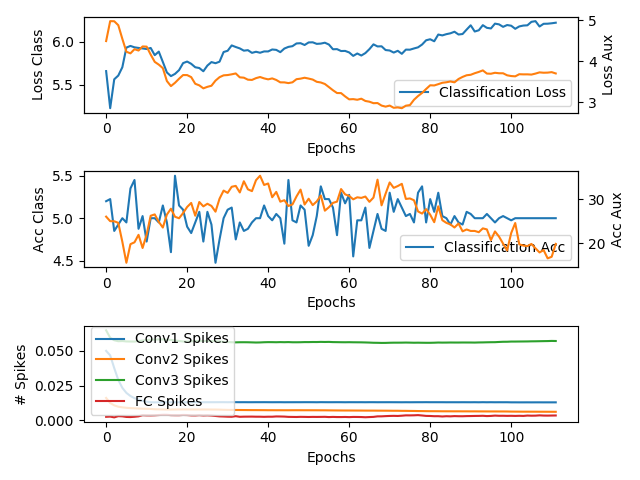 Loss Class
6.0
5.5
5
4
3
Loss Aux
Classification Loss
0 20 40 60 80 100
Epochs
Acc Class
5.5
5.0
4.5
30
20
Acc Aux
Classification Acc
0 20 40 60 80 100
Epochs
# Spikes
0.050
0.025
0.000
Conv1 Spikes
Conv2 Spikes
Conv3 Spikes
FC Spikes
0 20 40 60 80 100
Epochs